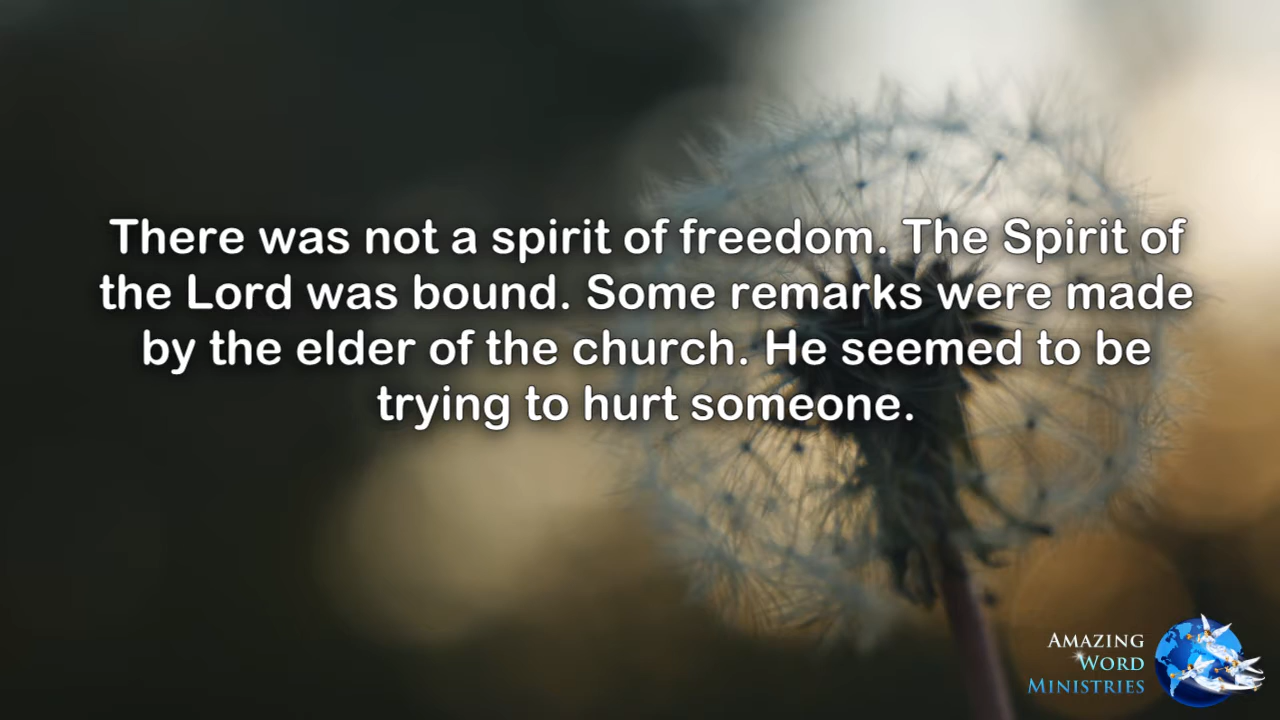 There was not a spirit of freedom. The Spirit of
the Lord was bound. Some remarks were made
by the elder of the church. He seemed to be
trying to hurt someone.
AMAZING
WORD
MINISTRIES